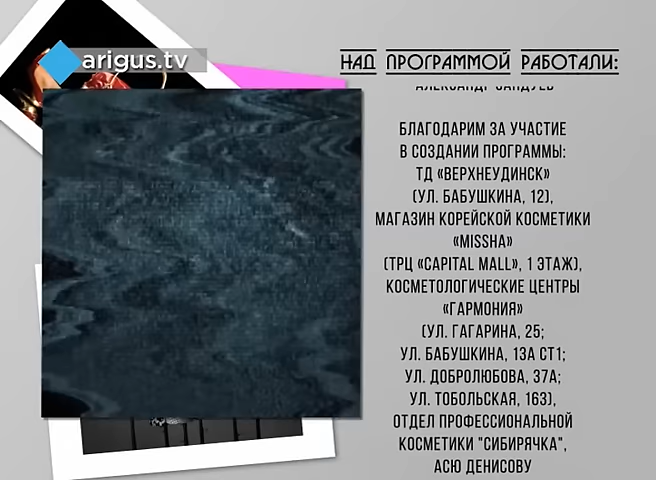 arigus.tv
НАД ПРОГРАММОЙ РАБОТАЛИ:
БЛАГОДАРИМ ЗА УЧАСТИЕ
В СОЗДАНИИ ПРОГРАММЫ:
ТД «ВЕРХНЕУДИНСК»
(УЛ. БАБУШКИНА, 12),
МАГАЗИН КОРЕЙСКОЙ КОСМЕТИКИ
«MISSHA»
(ТРЦ «CAPITAL MALL», 1 ЭТАЖ),
КОСМЕТОЛОГИЧЕСКИЕ ЦЕНТРЫ
«ГАРМОНИЯ»
(УЛ. ГАГАРИНА, 25;
УЛ. БАБУШКИНА, 13А СТ1;
УЛ. ДОБРОЛЮБОВА, 37А;
УЛ. ТОБОЛЬСКАЯ, 163),
ОТДЕЛ ПРОФЕССИОНАЛЬНОЙ
КОСМЕТИКИ "СИБИРЯЧКА",
АСЮ ДЕНИСОВУ